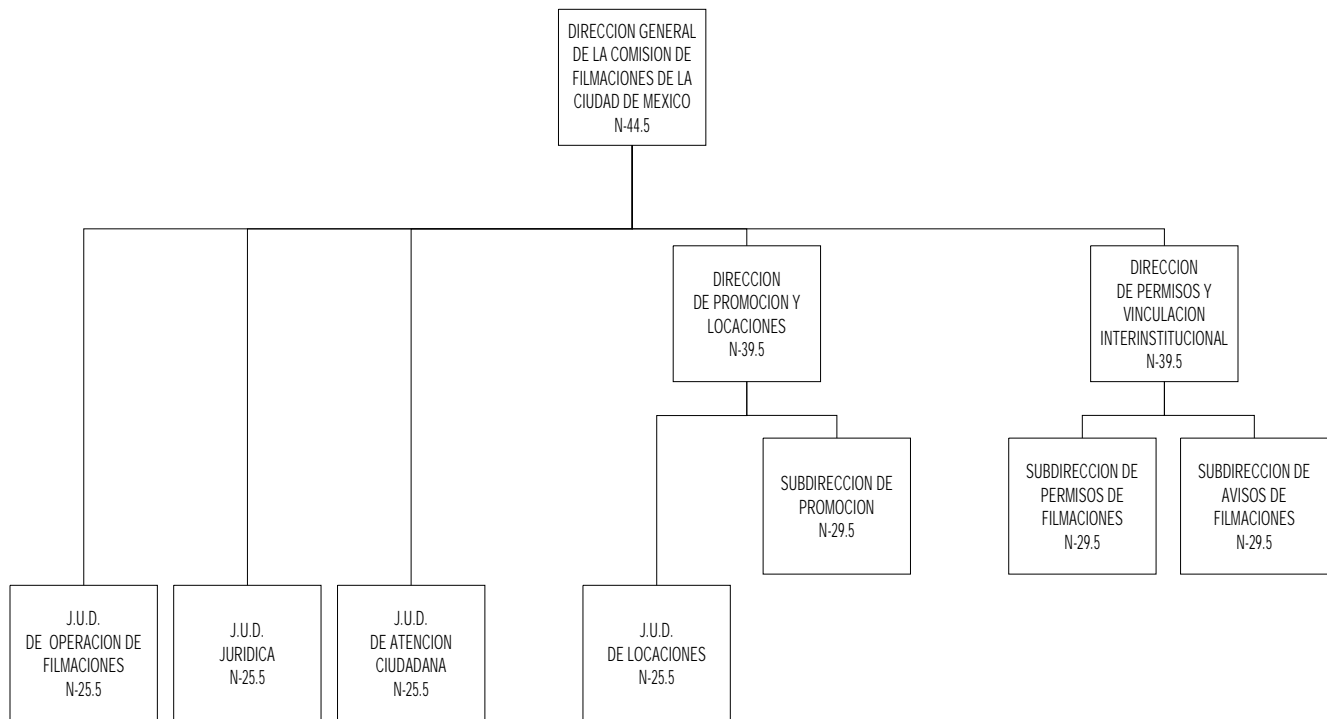 DIRECCION GENERAL
DE LA COMISION DE
FILMACIONES DE LA
CIUDAD DE MEXICO
N-44.5
DIRECCION
DE PROMOCION Y
LOCACIONES
N-39.5
DIRECCION
DE PERMISOS Y
VINCULACION
INTERINSTITUCIONAL
N-39.5
SUBDIRECCION DE
PROMOCION
N-29.5
SUBDIRECCION DE
PERMISOS DE
FILMACIONES
N-29.5
SUBDIRECCION DE
AVISOS DE
FILMACIONES
N-29.5
J.U.D.
DE OPERACIÓN DE
FILMACIONES
N-25.5
J.U.D.
JURIDICA
N-25.5
J.U.D.
DE ATENCION
CIUDADANA
N-25.5
J.U.D.
DE LOCACIONES
N-25.5